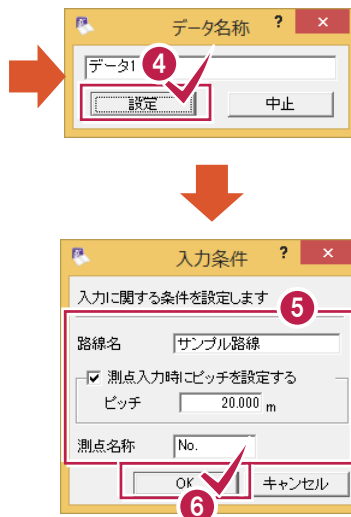 データ名称 ? ×
データ1 4
設定 中止
入力条件 ? ×
入力に関する条件を設定します
5
路線名 サンプル路線
測点入力時にピッチを設定する
ピッチ 20.000 m
測点名称 No.
OK キャンセル
6